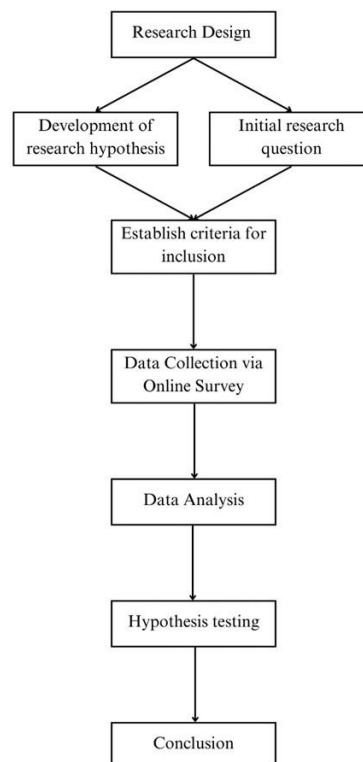 Research Design
Development of
research hypothesis
Initial research
question
Establish criteria for
inclusion
Data Collection via
Online Survey
Data Analysis
Hypothesis testing
Conclusion